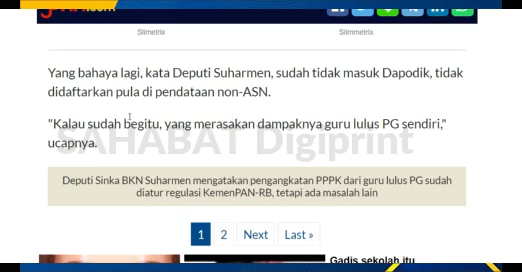 Slimetrix
Slimmetrix
Yang bahaya lagi, kata Deputi Suharmen, sudah tidak masuk Dapodik, tidak
didaftarkan pula di pendataan non-ASN.
"Kalau sudah begitu, yang merasakan dampaknya guru lulus PG sendiri,"
ucapnya.
SAHABAT Digiprint
Deputi Sinka BKN Suharmen mengatakan pengangkatan PPPK dari guru lulus PG sudah
diatur regulasi KemenPAN-RB, tetapi ada masalah lain
1 2 Next Last »
Gadis sekolah itu